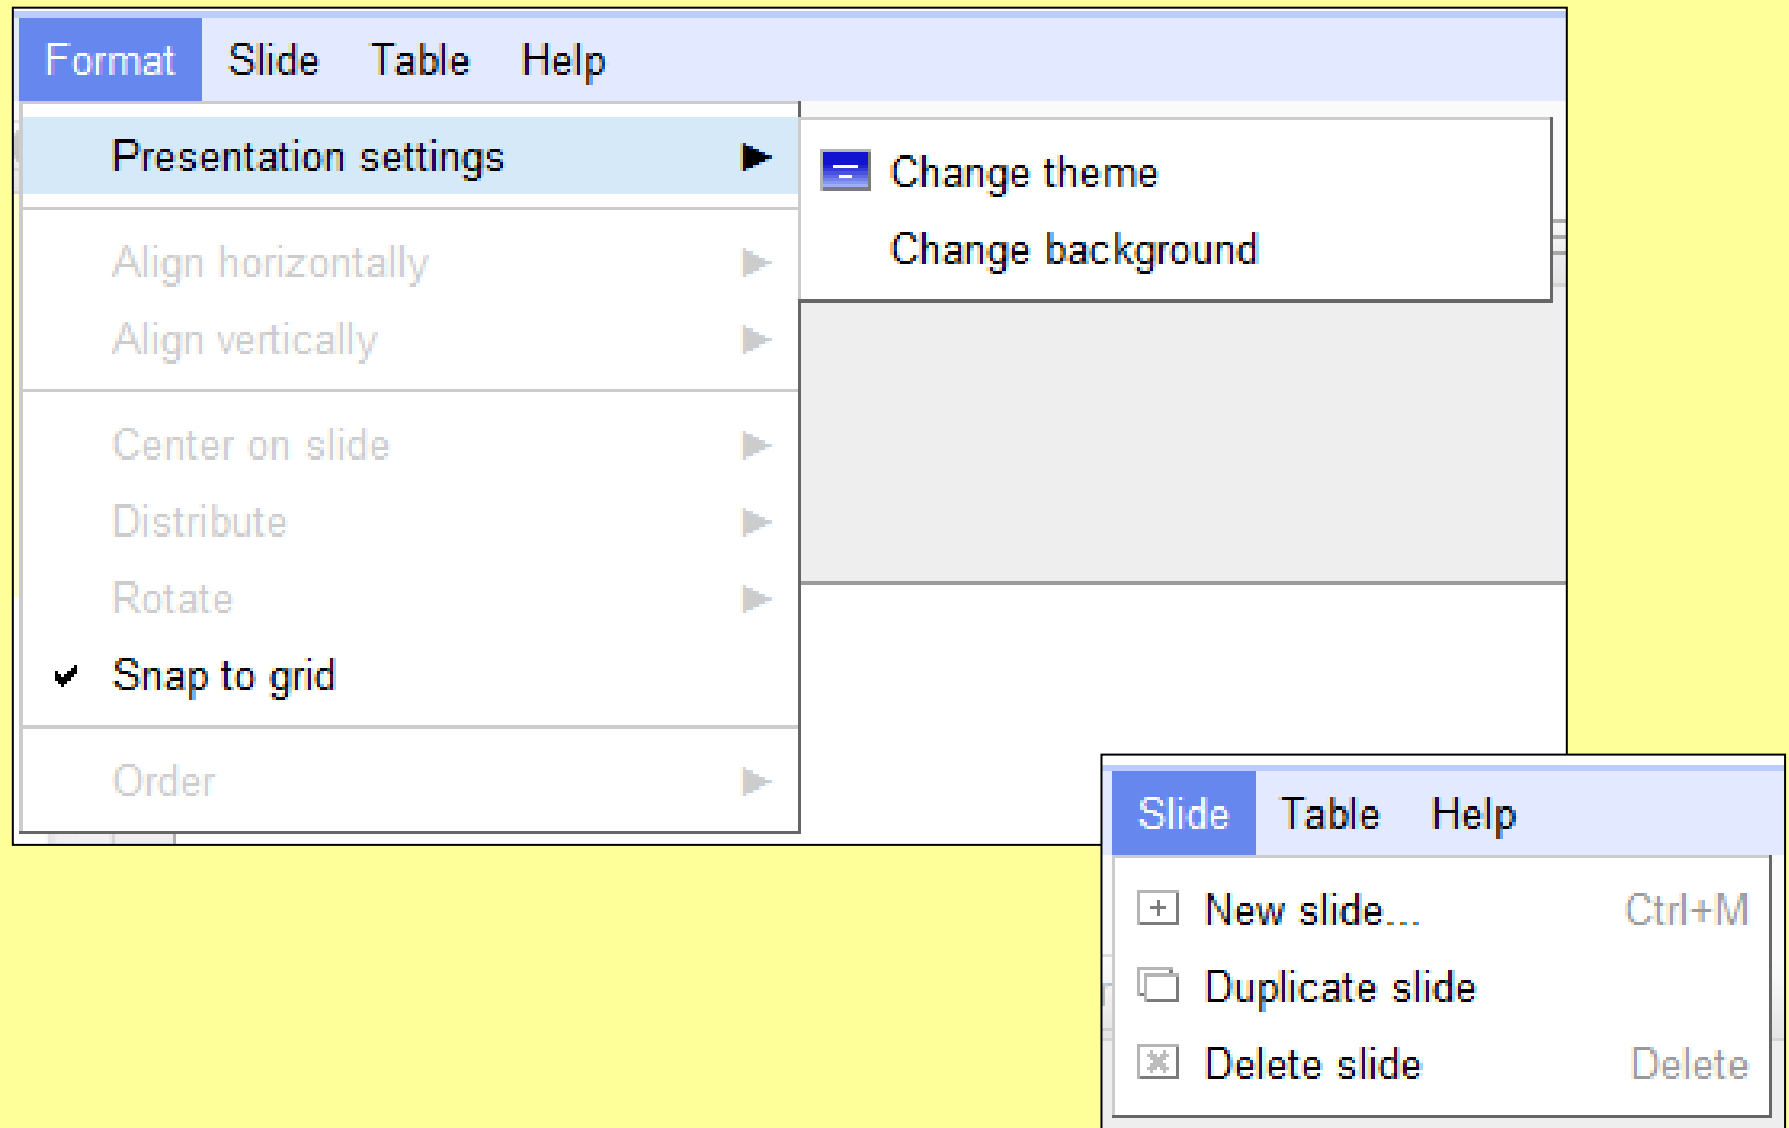 Format Slide Table Help
Presentation settings
Change theme
Change background
Align horizontally
Align vertically
Center on slide
Distribute
Rotate
Snap to grid
Order
Slide Table Help
New slide... Ctrl+M
Duplicate slide
Delete slide Delete